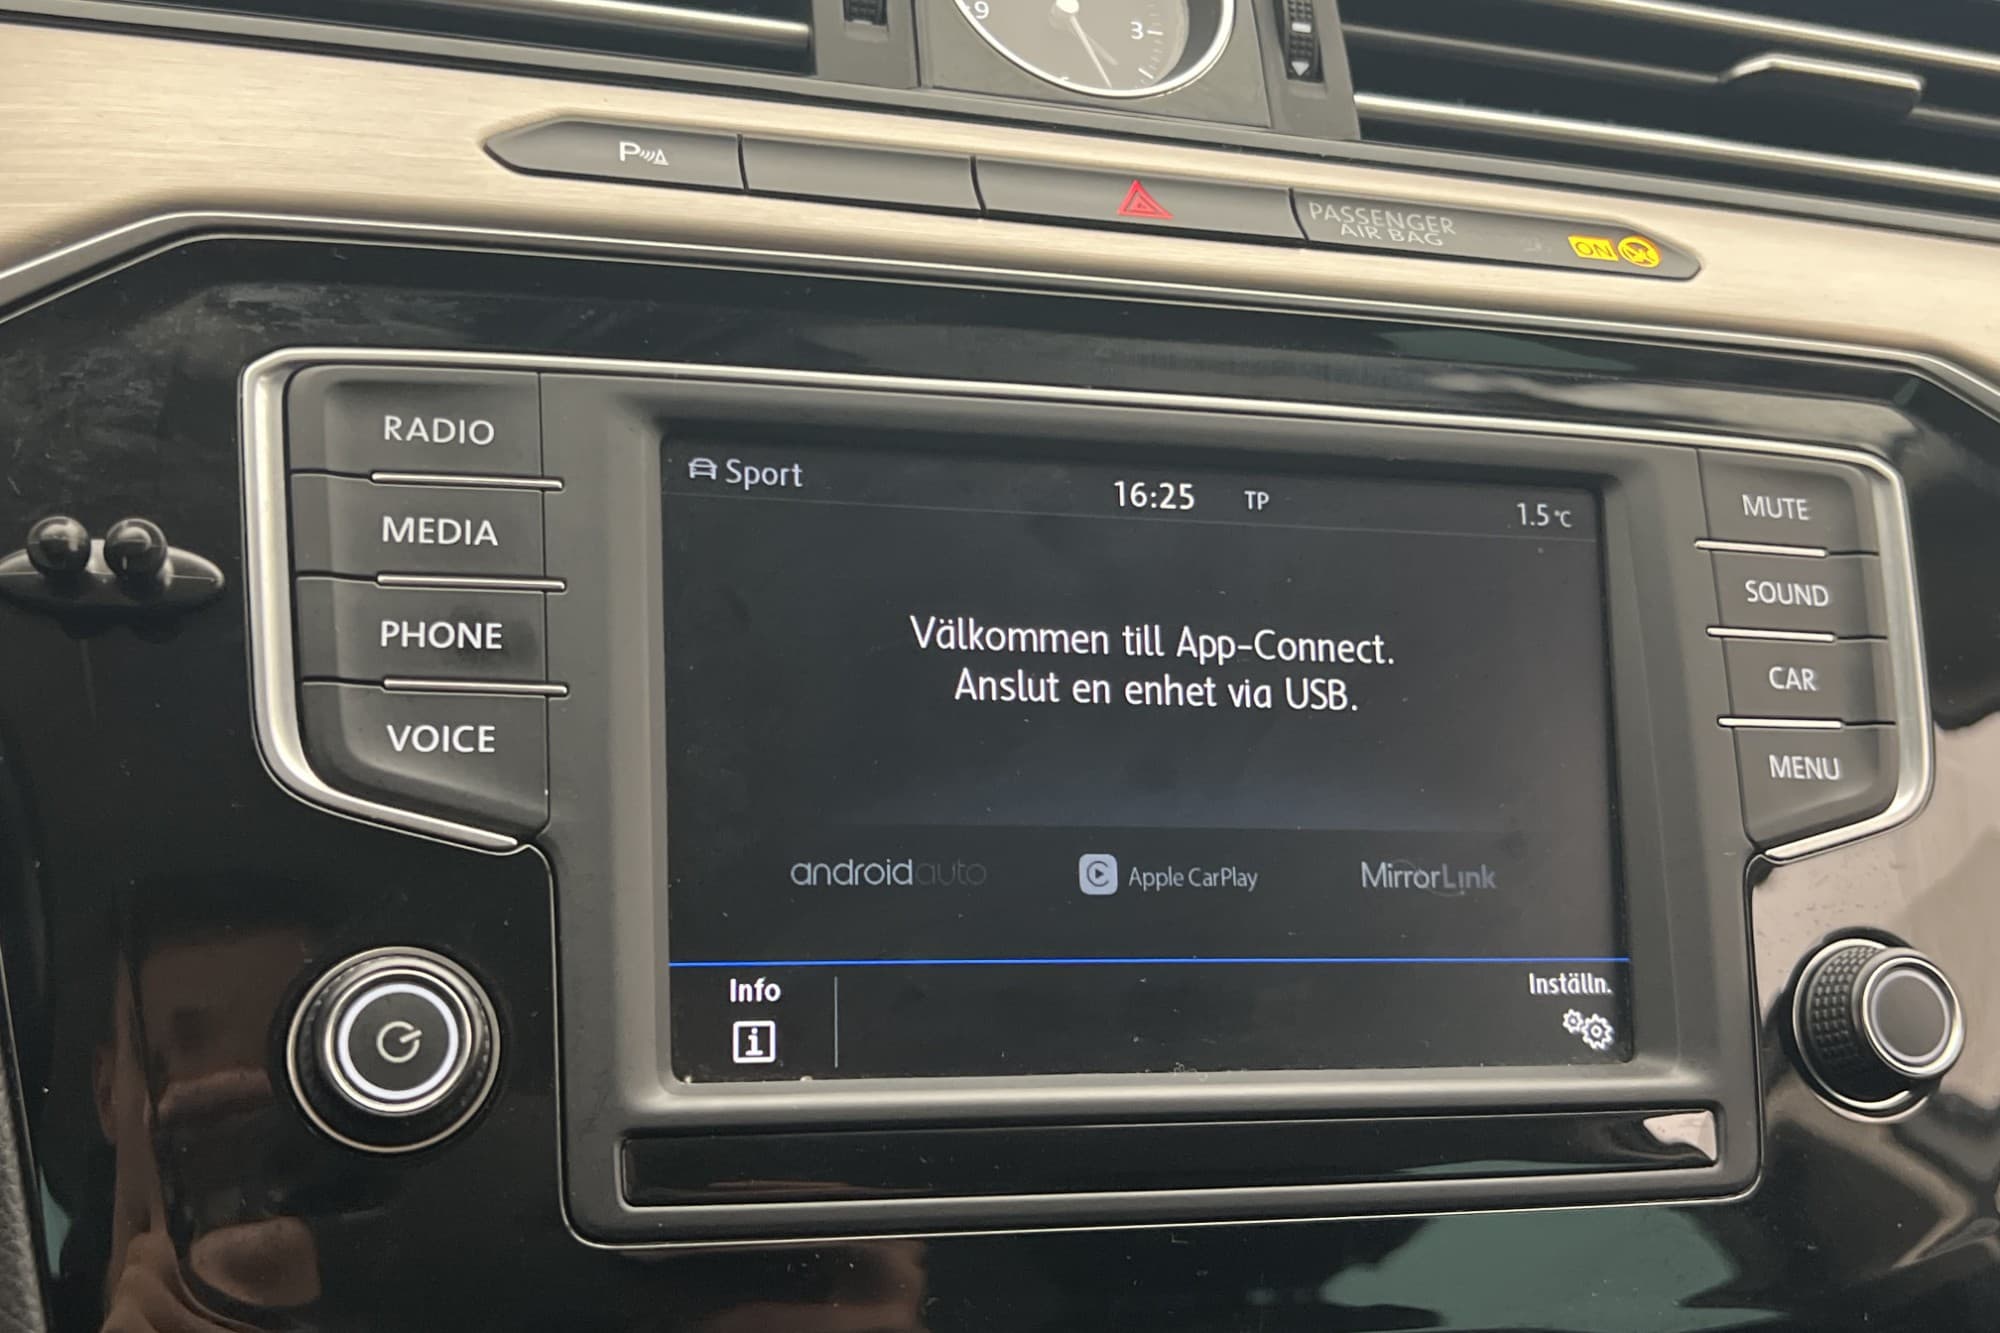 9
3
P
PASSENGER
AIR BAG
ON
RADIO
MEDIA
PHONE
VOICE
Sport
16:25 TP
1.5°C
Välkommen till App-Connect.
Anslut en enhet via USB.
androidauto
Apple CarPlay
MirrorLink
Info
i
Inställn.
MUTE
SOUND
CAR
MENU